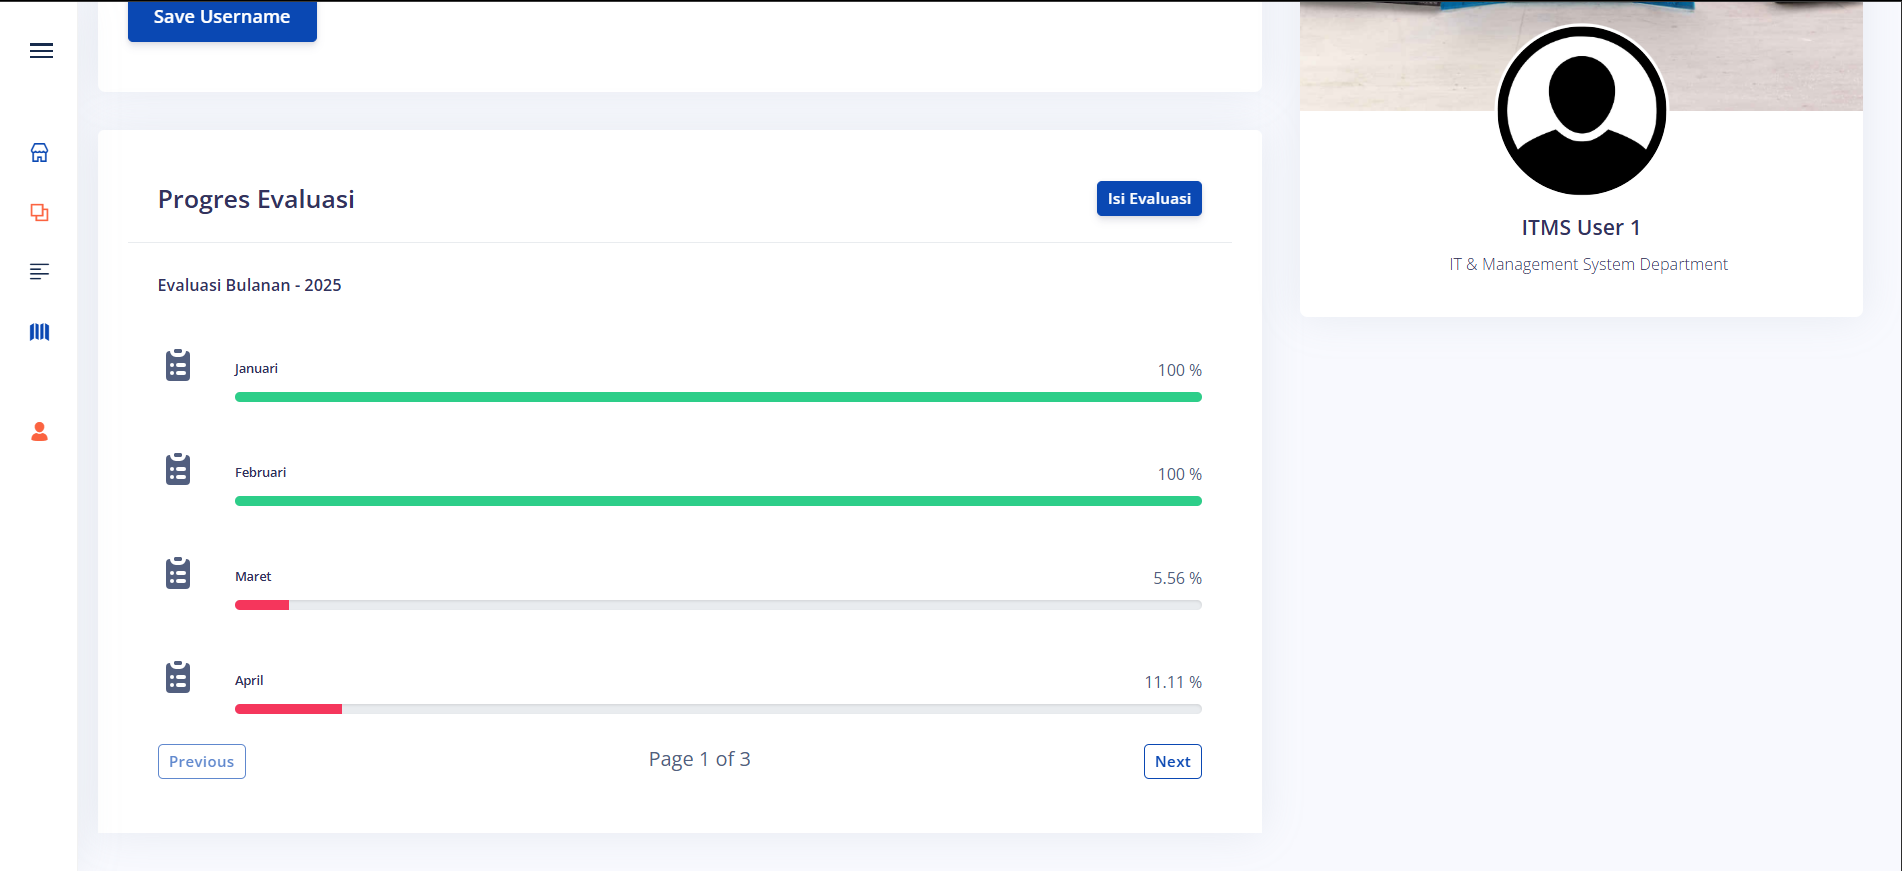 Save Username
Progres Evaluasi
Isi Evaluasi
Evaluasi Bulanan - 2025
Januari
100 %
Februari
100 %
Maret
5.56 %
April
11.11 %
Previous
Page 1 of 3
Next
ITMS User 1
IT & Management System Department